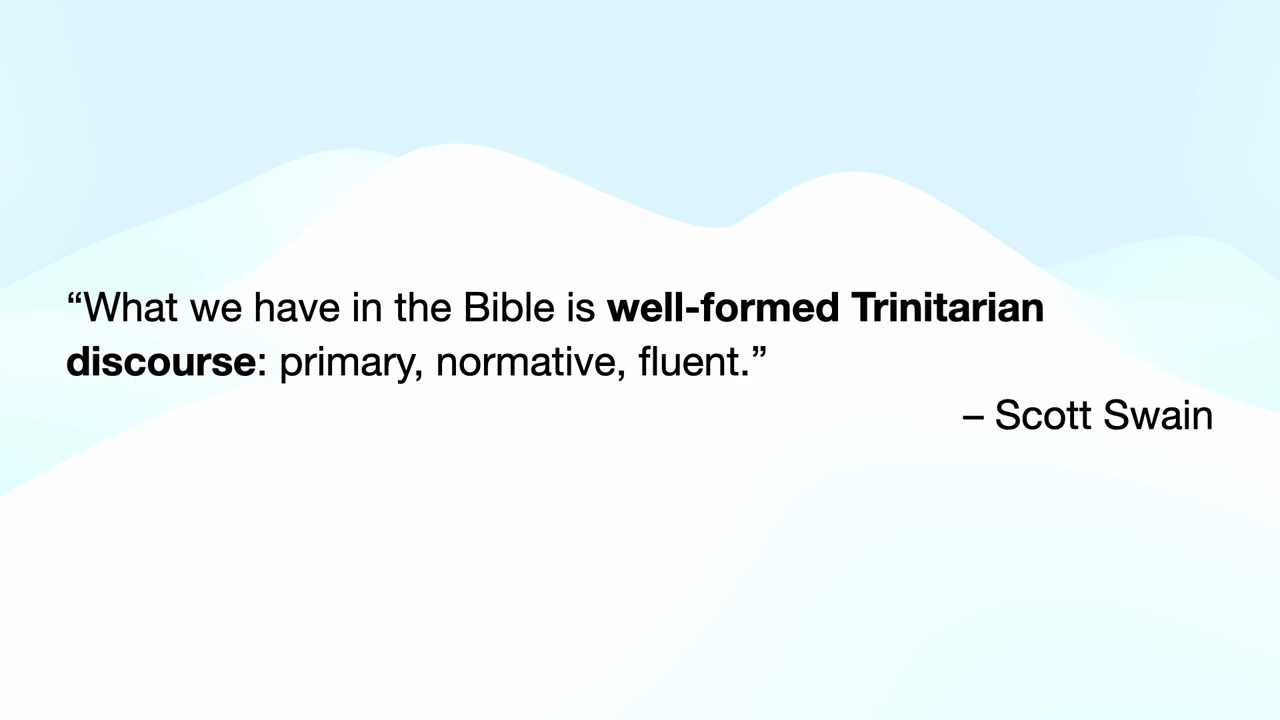 “What we have in the Bible is well-formed Trinitarian
discourse: primary, normative, fluent.”
– Scott Swain